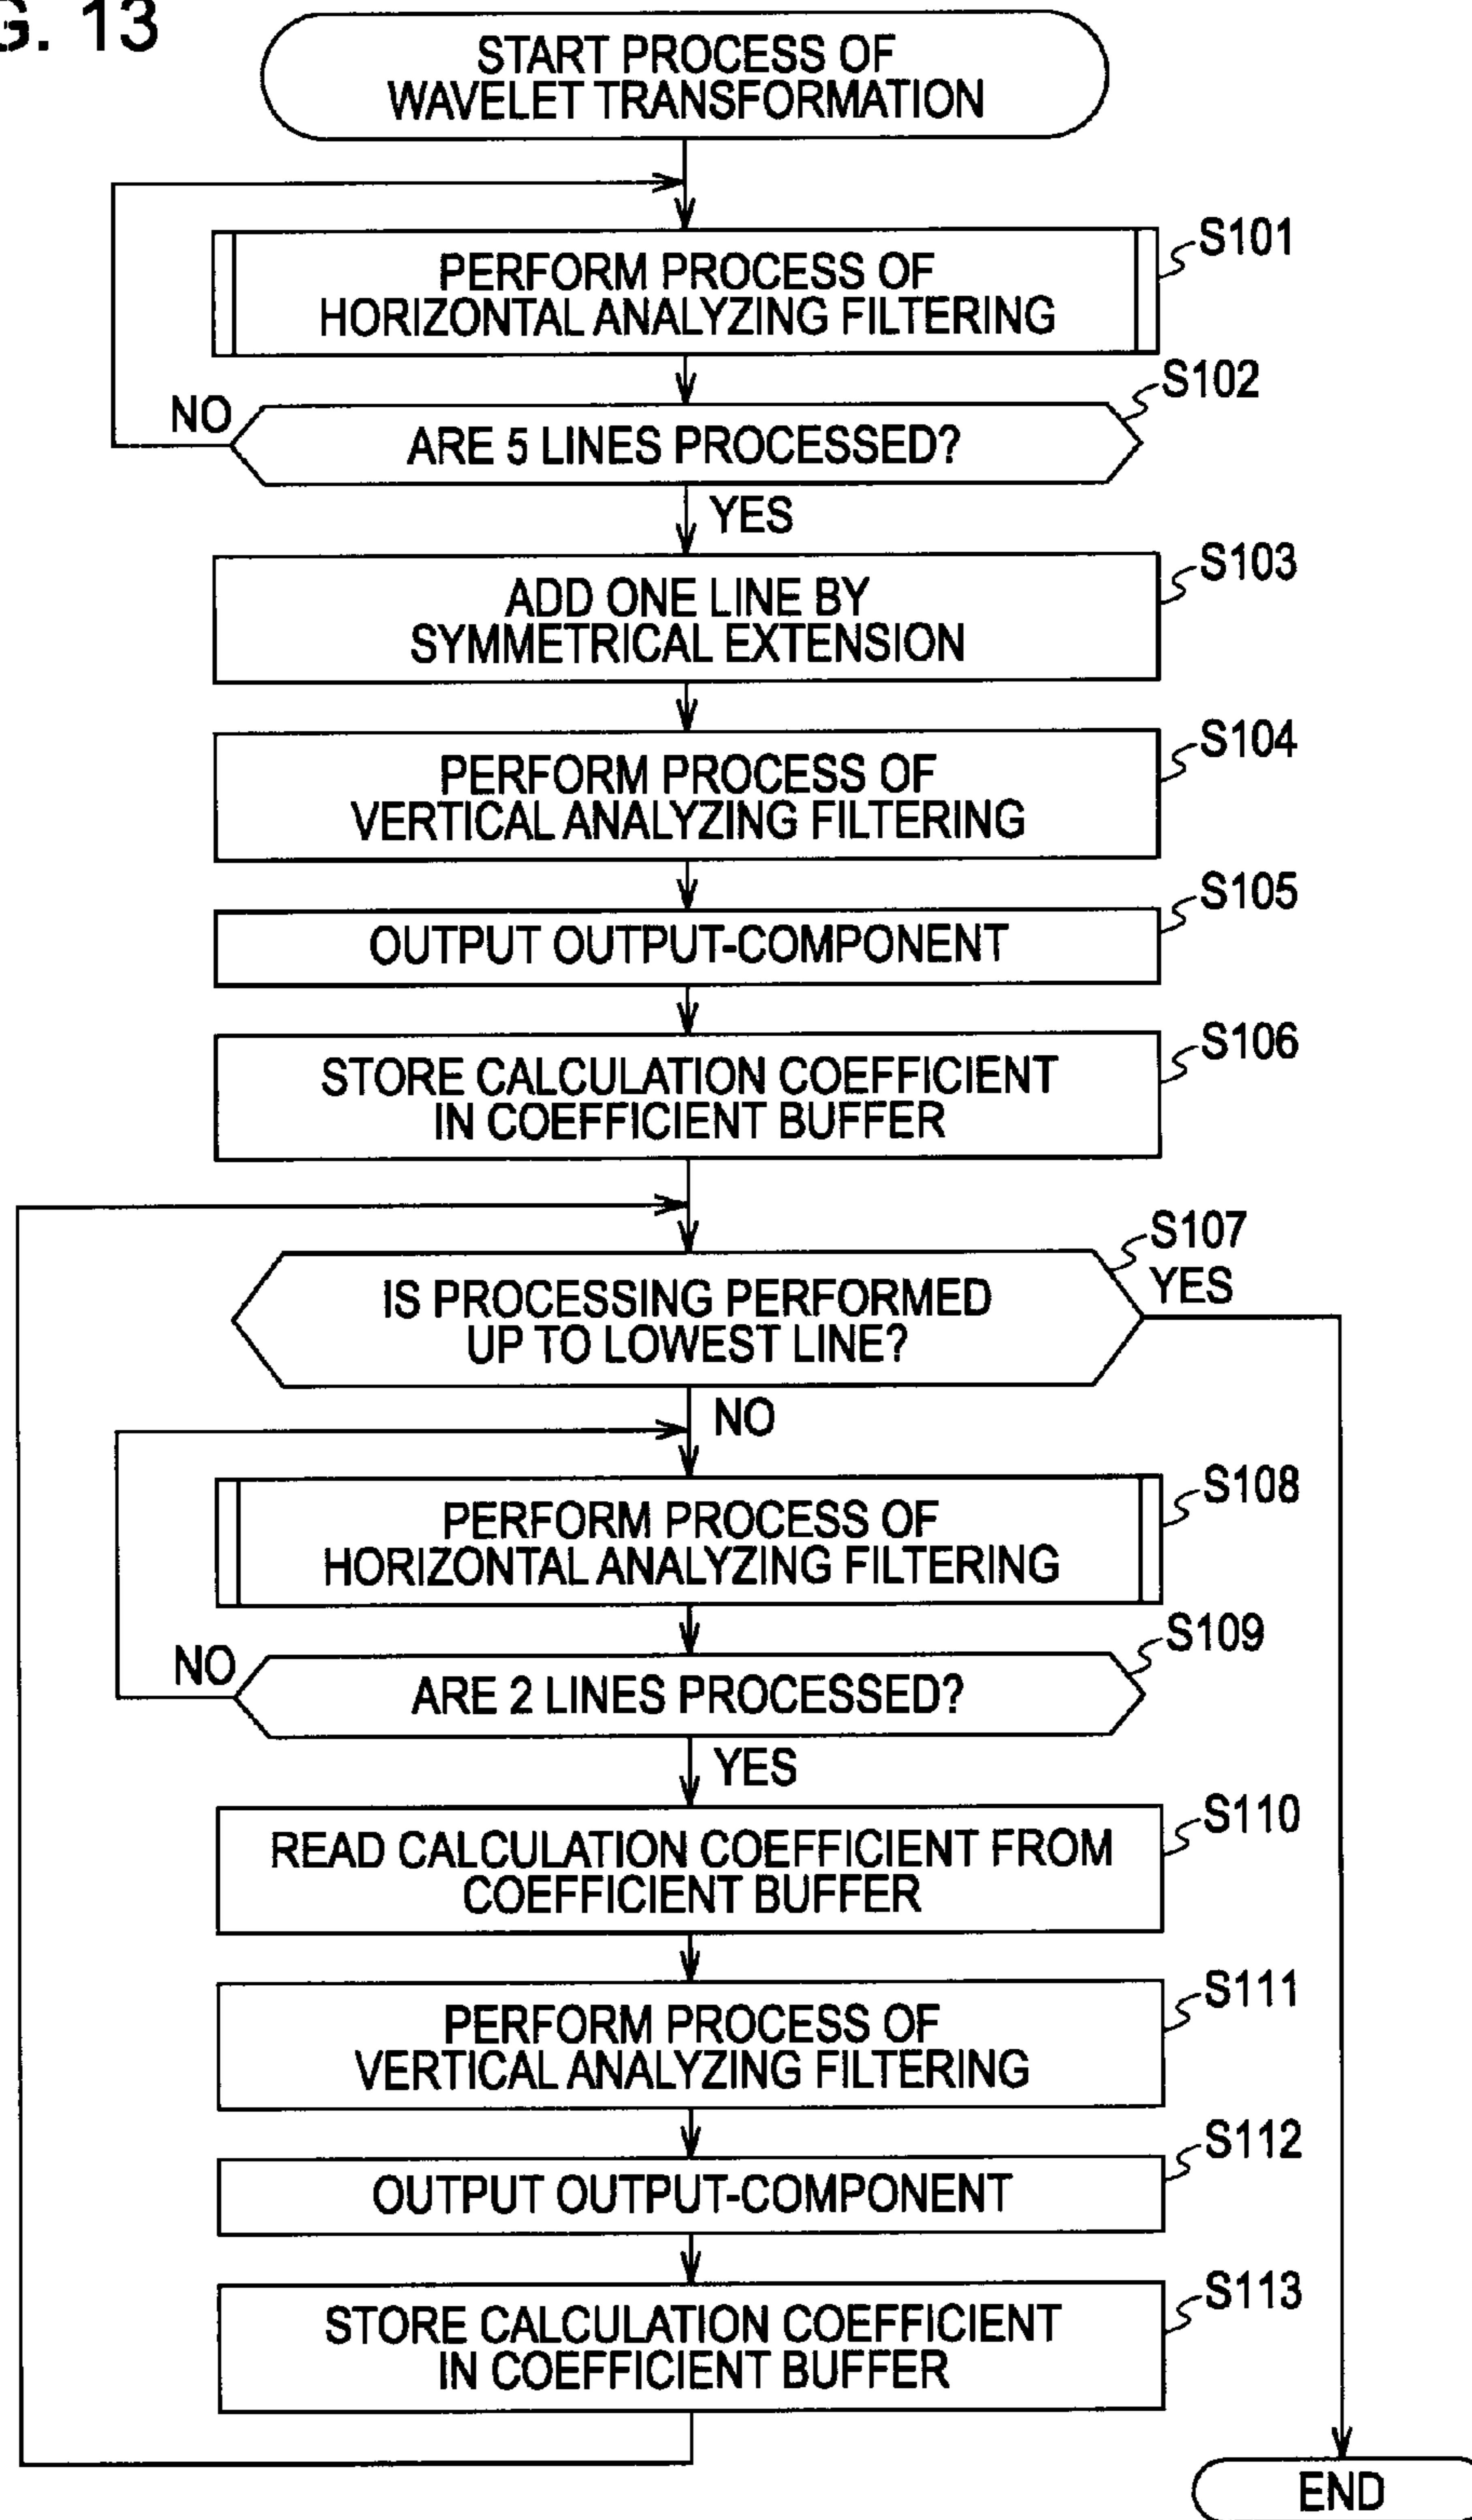 G. 13
START PROCESS OF
WAVELET TRANSFORMATION
PERFORM PROCESS OF
HORIZONTAL ANALYZING FILTERING
S101
S102
NO
ARE 5 LINES PROCESSED?
YES
S103
ADD ONE LINE BY
SYMMETRICAL EXTENSION
S104
PERFORM PROCESS OF
VERTICAL ANALYZING FILTERING
S105
OUTPUT OUTPUT-COMPONENT
S106
STORE CALCULATION COEFFICIENT
IN COEFFICIENT BUFFER
S107
YES
IS PROCESSING PERFORMED
UP TO LOWEST LINE?
NO
S108
PERFORM PROCESS OF
HORIZONTAL ANALYZING FILTERING
S109
NO
ARE 2 LINES PROCESSED?
YES
S110
READ CALCULATION COEFFICIENT FROM
COEFFICIENT BUFFER
S111
PERFORM PROCESS OF
VERTICAL ANALYZING FILTERING
S112
OUTPUT OUTPUT-COMPONENT
S113
STORE CALCULATION COEFFICIENT
IN COEFFICIENT BUFFER
END